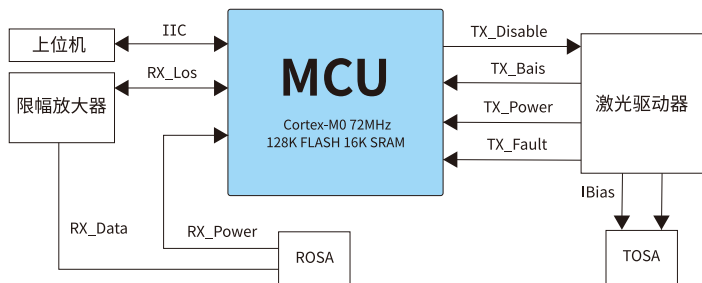 上位机
IIC
限幅放大器
RX_Los
MCU
Cortex-M0 72MHz
128K FLASH 16K SRAM
TX_Disable
TX_Bais
TX_Power
TX_Fault
激光驱动器
IBias
RX_Data
RX_Power
ROSA
TOSA